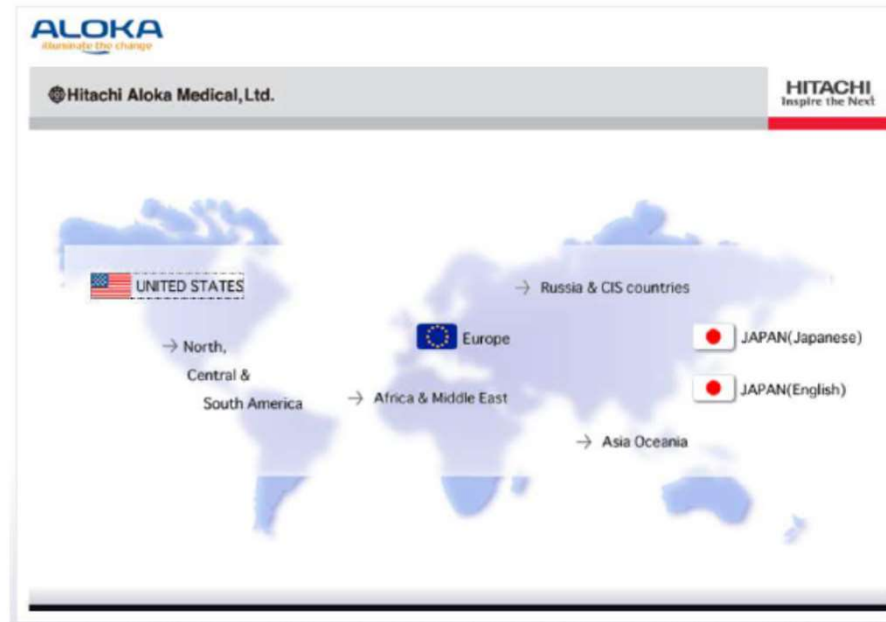 ALOKA
illuminate the change
Hitachi Aloka Medical, Ltd.
HITACHI
Inspire the Next
UNITED STATES
Russia & CIS countries
North,
Central &
South America
Europe
JAPAN(Japanese)
Africa & Middle East
JAPAN(English)
Asia Oceania